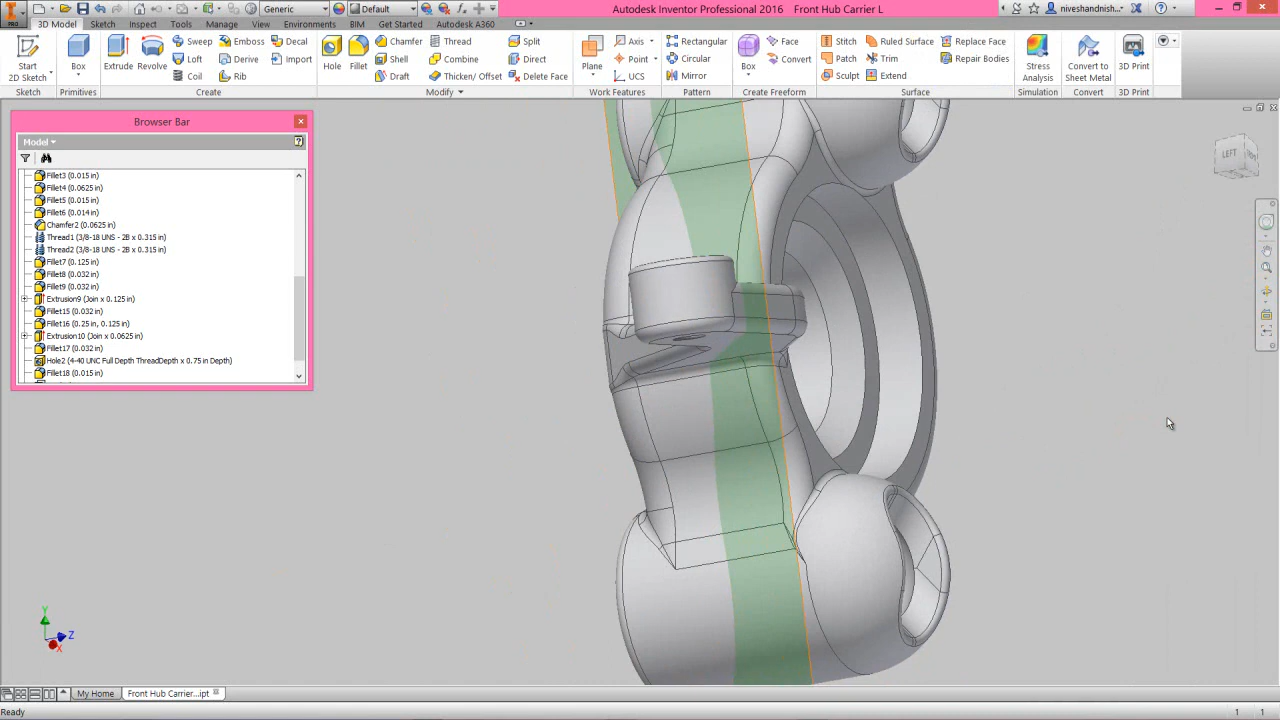 Autodesk Inventor Professional 2016 Front Hub Carrier L
Generic
Default
niveshandnish...
PRO
3D Model
Sketch
Inspect
Tools
Manage
View
Environments
BIM
Get Started
Autodesk A360
Start
2D Sketch
Box
Extrude
Revolve
Sweep
Loft
Coil
Emboss
Derive
Rib
Decal
Import
Hole
Fillet
Chamfer
Shell
Draft
Thread
Combine
Thicken/ Offset
Split
Direct
Delete Face
Plane
Axis
Point
UCS
Rectangular
Circular
Mirror
Box
Face
Convert
Stitch
Patch
Sculpt
Ruled Surface
Trim
Extend
Replace Face
Repair Bodies
Stress
Analysis
Convert to
Sheet Metal
3D Print
Sketch
Primitives
Create
Modify
Work Features
Pattern
Create Freeform
Surface
Simulation
Convert
3D Print
Browser Bar
Model
Fillet3 (0.015 in)
Fillet4 (0.0625 in)
Fillet5 (0.015 in)
Fillet6 (0.014 in)
Chamfer2 (0.0625 in)
Thread1 (3/8-18 UNS - 2B x 0.315 in)
Thread2 (3/8-18 UNS - 2B x 0.315 in)
Fillet7 (0.125 in)
Fillet8 (0.032 in)
Fillet9 (0.032 in)
Extrusion9 (Join x 0.125 in)
Fillet15 (0.032 in)
Fillet16 (0.25 in, 0.125 in)
Extrusion10 (Join x 0.0625 in)
Fillet17 (0.032 in)
Hole2 (4-40 UNC Full Depth ThreadDepth x 0.75 in Depth)
Fillet18 (0.015 in)
LEFT
Y
Z
X
My Home
Front Hub Carrier...ipt
Ready
1
1